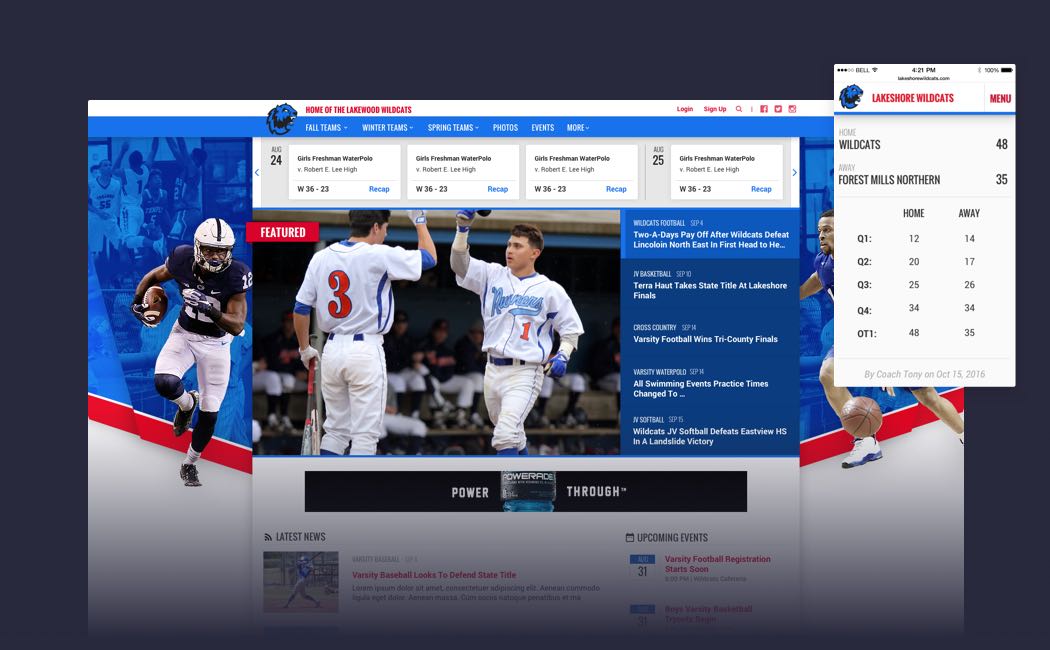 HOME OF THE LAKEWOOD WILDCATS
Login Sign Up |
FALL TEAMS WINTER TEAMS SPRING TEAMS PHOTOS EVENTS MORE
AUG
24
Girls Freshman WaterPolo
v. Robert E. Lee High
W 36 - 23 Recap
Girls Freshman WaterPolo
v. Robert E. Lee High
W 36 - 23 Recap
Girls Freshman WaterPolo
v. Robert E. Lee High
W 36 - 23 Recap
AUG
25
Girls Freshman WaterPolo
v. Robert E. Lee High
W 36 - 23 Recap
FEATURED
12
3
Runners
1
WILDCATS FOOTBALL SEP 4
Two-A-Days Pay Off After Wildcats Defeat
Lincoloin North East In First Head to He...
JV BASKETBALL SEP 10
Terra Haut Takes State Title At Lakeshore
Finals
CROSS COUNTRY SEP 14
Varsity Football Wins Tri-County Finals
VARSITY WATERPOLO SEP 14
All Swimming Events Practice Times
Changed To ...
JV SOFTBALL SEP 15
Wildcats JV Softball Defeats Eastview HS
In A Landslide Victory
POWER POWERADE THROUGH™
LATEST NEWS
VARSITY BASEBALL SEP 4
Varsity Baseball Looks To Defend State Title
Lorem ipsum dolor sit amet, consectetuer adipiscing elit. Aenean commodo
ligula eget dolor. Aenean massa. Cum sociis natoque penatibus et ma
UPCOMING EVENTS
AUG
31
Varsity Football Registration
Starts Soon
6:00 PM | Wildcats Cafeteria
31
Boys Varsity Basketball
Tryouts Begin
BELL 4:21 PM 100%
lakeshorewildcats.com
LAKESHORE WILDCATS MENU
HOME
WILDCATS 48
AWAY
FOREST MILLS NORTHERN 35
HOME AWAY
Q1: 12 14
Q2: 20 17
Q3: 25 26
Q4: 34 34
OT1: 48 35
By Coach Tony on Oct 15, 2016